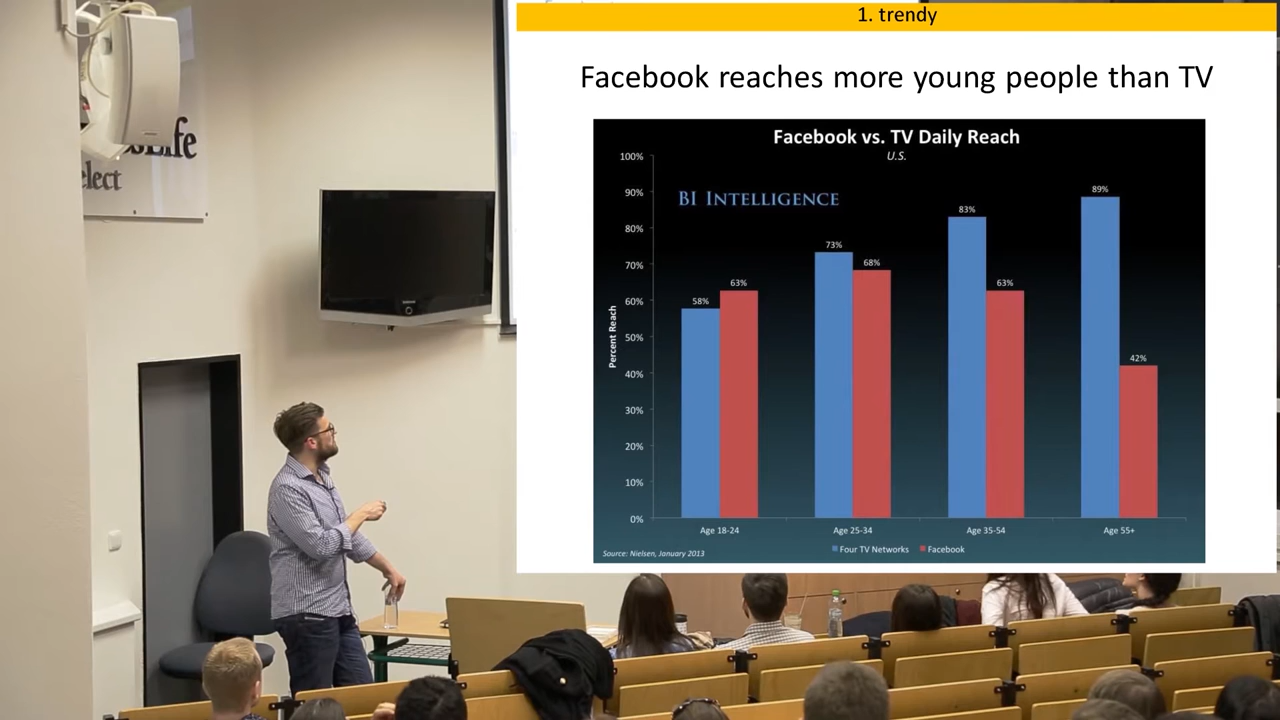 1. trendy
Facebook reaches more young people than TV
Facebook vs. TV Daily Reach
U.S.
BI INTELLIGENCE
Percent Reach
100%
90%
80%
70%
60%
50%
40%
30%
20%
10%
0%
58%
63%
73%
68%
83%
63%
89%
42%
Age 18-24
Age 25-34
Age 35-54
Age 55+
Four TV Networks
Facebook
Source: Nielsen, January 2013